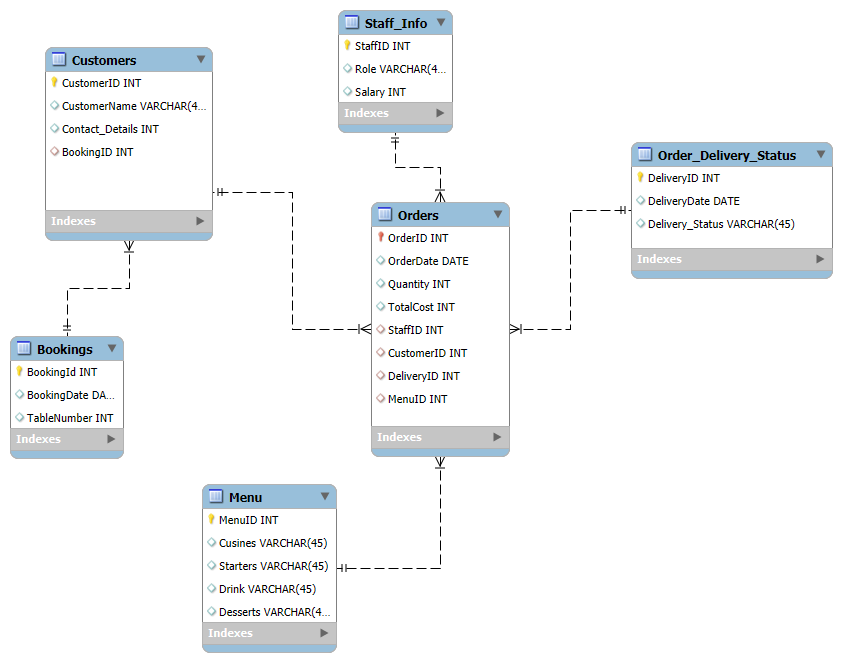 Staff_Info
StaffID INT
Role VARCHAR(4...
Salary INT
Indexes
Customers
CustomerID INT
CustomerName VARCHAR(4...
Contact_Details INT
BookingID INT
Indexes
Order_Delivery_Status
DeliveryID INT
DeliveryDate DATE
Delivery_Status VARCHAR(45)
Indexes
Orders
OrderID INT
OrderDate DATE
Quantity INT
TotalCost INT
StaffID INT
CustomerID INT
DeliveryID INT
MenuID INT
Indexes
Bookings
BookingId INT
BookingDate DA...
TableNumber INT
Indexes
Menu
MenuID INT
Cusines VARCHAR(45)
Starters VARCHAR(45)
Drink VARCHAR(45)
Desserts VARCHAR(4...
Indexes